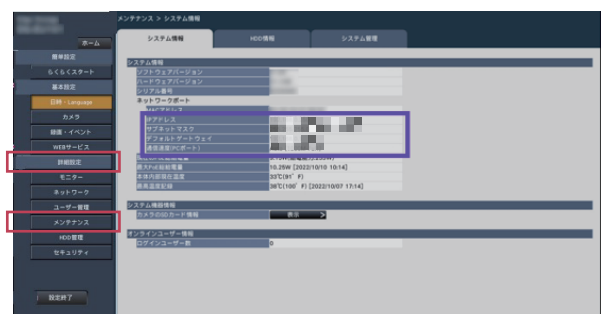 メンテナンス > システム情報
ホーム
システム情報
HDD情報
システム管理
簡単設定
らくらくスタート
基本設定
日時・Language
カメラ
録画・イベント
WEBサービス
詳細設定
モニター
ネットワーク
ユーザー管理
メンテナンス
HDD管理
セキュリティ
設定終了
システム情報
ソフトウェアバージョン
ハードウェアバージョン
シリアル番号
ネットワークポート
MACアドレス
IPアドレス
サブネットマスク
デフォルトゲートウェイ
通信速度(PCポート)
最大PoE給電電量 10.25W [2022/10/10 10:14]
本体内部現在温度 33℃(91ﾟ F)
最高温度記録 38℃(100ﾟ F) [2022/10/07 17:14]
システム機器情報
カメラのSDカード情報 表示 >
オンラインユーザー情報
ログインユーザー数 0